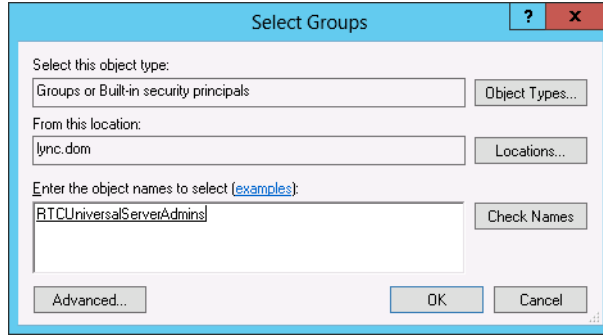 Select Groups
?
x
Select this object type:
Groups or Built-in security principals
Object Types...
From this location:
lync.dom
Locations...
Enter the object names to select (examples):
RTCUniversalServerAdmins
Check Names
Advanced...
OK
Cancel